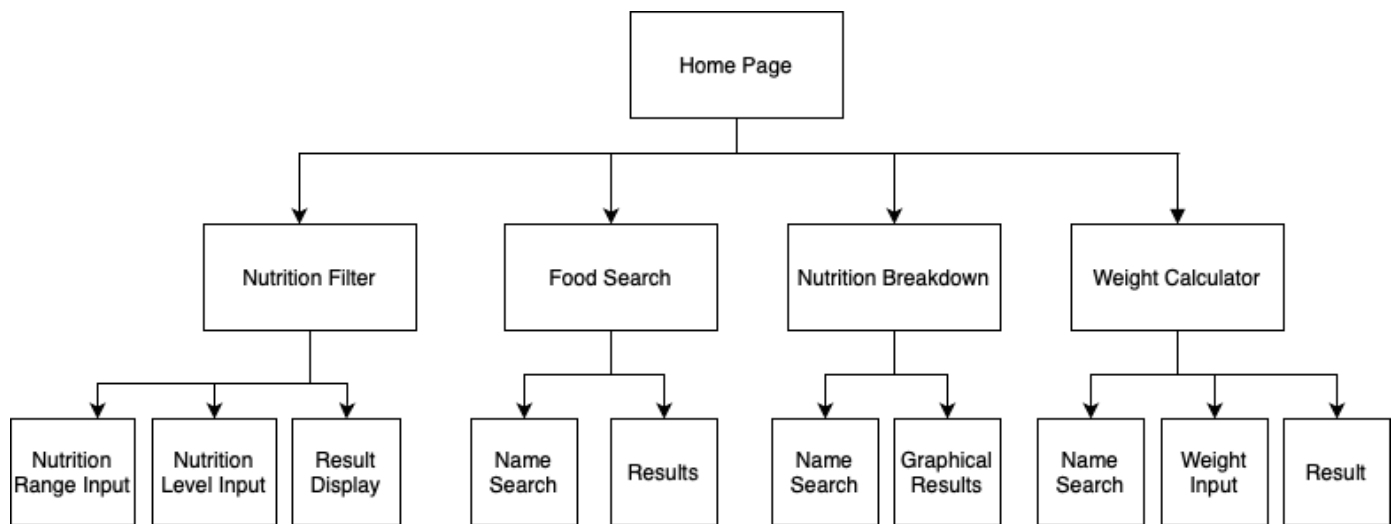 Home Page
Nutrition Filter
Food Search
Nutrition Breakdown
Weight Calculator
Nutrition
Range Input
Nutrition
Level Input
Result
Display
Name
Search
Results
Name
Search
Graphical
Results
Name
Search
Weight
Input
Result